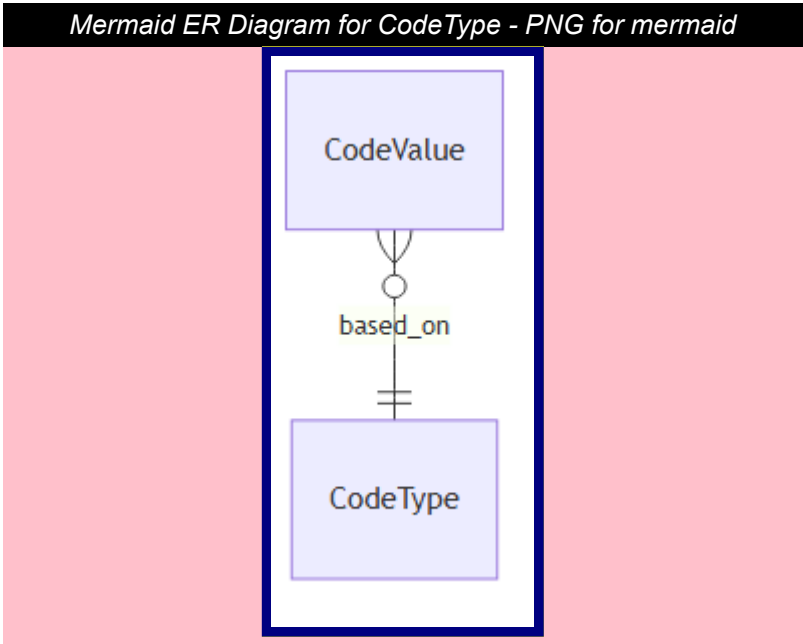 Mermaid ER Diagram for CodeType - PNG for mermaid
CodeValue
based_on
CodeType